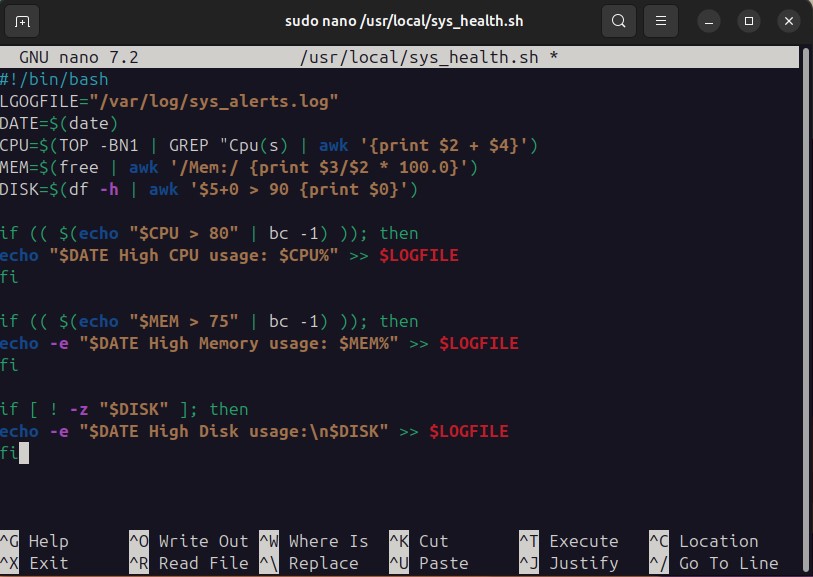 sudo nano /usr/local/sys_health.sh
GNU nano 7.2 /usr/local/sys_health.sh *
#!/bin/bash
LGOGFILE="/var/log/sys_alerts.log"
DATE=$(date)
CPU=$(TOP -BN1 | GREP "Cpu(s) | awk '{print $2 + $4}')
MEM=$(free | awk '/Mem:/ {print $3/$2 * 100.0}')
DISK=$(df -h | awk '$5+0 > 90 {print $0}')
if (( $(echo "$CPU > 80" | bc -1) )); then
echo "$DATE High CPU usage: $CPU%" >> $LOGFILE
fi
if (( $(echo "$MEM > 75" | bc -1) )); then
echo -e "$DATE High Memory usage: $MEM%" >> $LOGFILE
fi
if [ ! -z "$DISK" ]; then
echo -e "$DATE High Disk usage:\n$DISK" >> $LOGFILE
fi
^G Help ^O Write Out ^W Where Is ^K Cut ^T Execute ^C Location
^X Exit ^R Read File ^\ Replace ^U Paste ^J Justify ^/ Go To Line